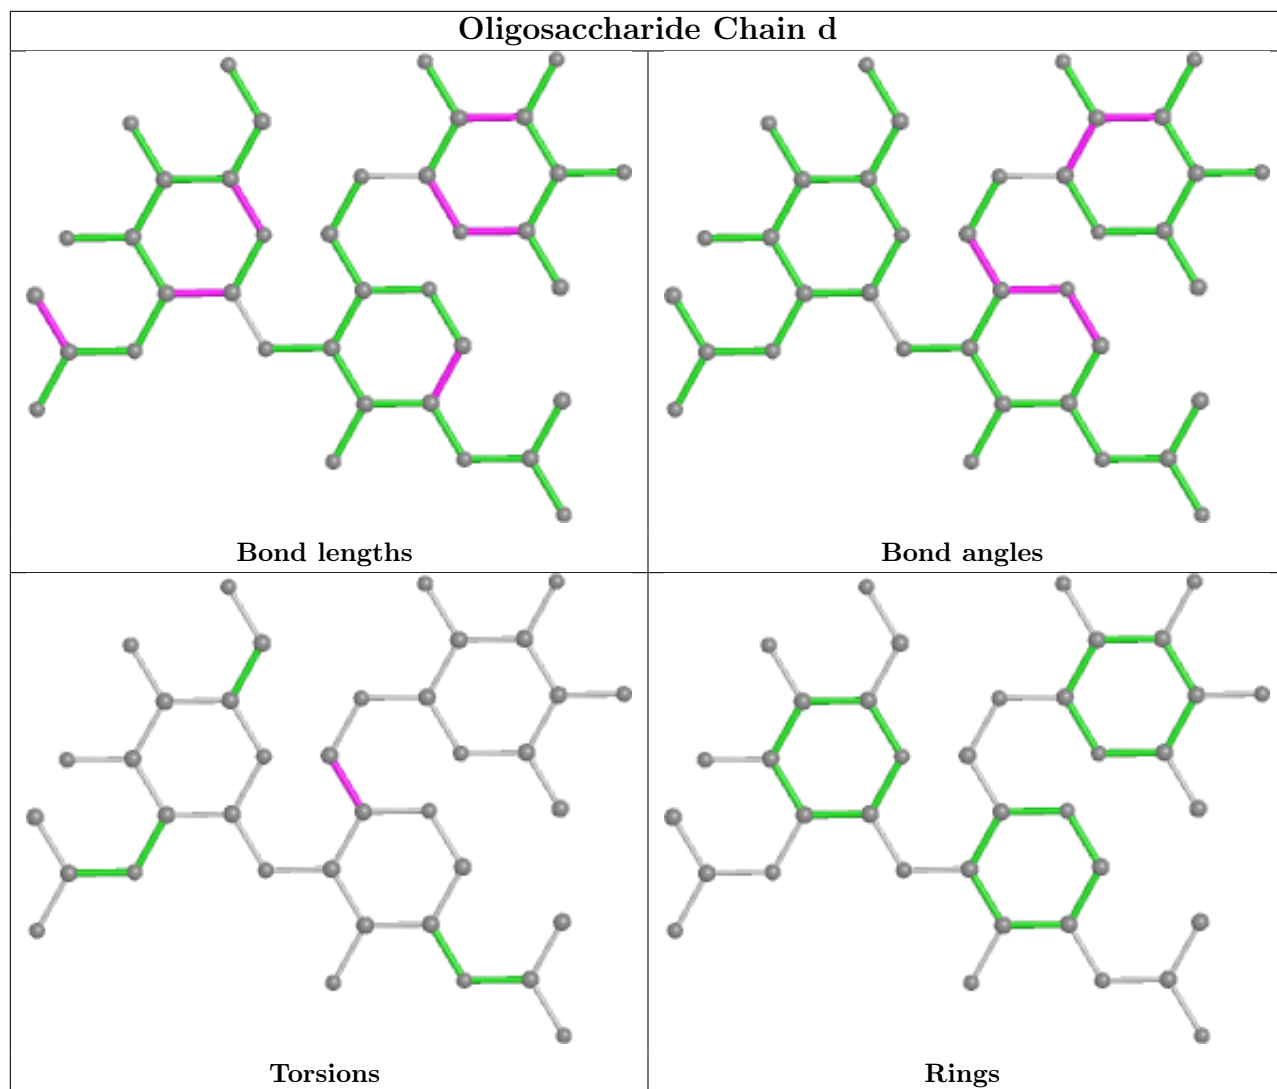 Oligosaccharide Chain d
Bond lengths
Bond angles
Torsions
Rings